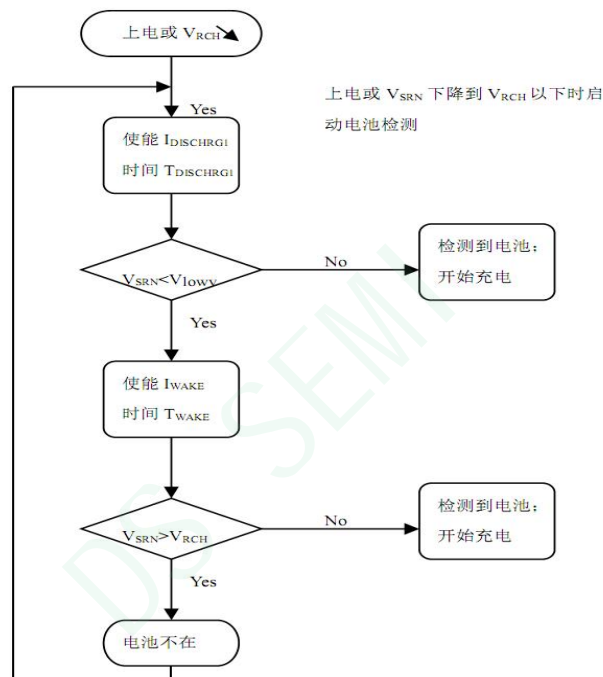 上电或 VRCH
上电或 VSRN 下降到 VRCH 以下时启
动电池检测
Yes
使能 IDISCHRG1
时间 TDISCHRG1
VSRN<Vlowv
No
检测到电池;
开始充电
Yes
使能 IWAKE
时间 TWAKE
VSRN>VRCH
No
检测到电池;
开始充电
Yes
电池不在
DS SEMI